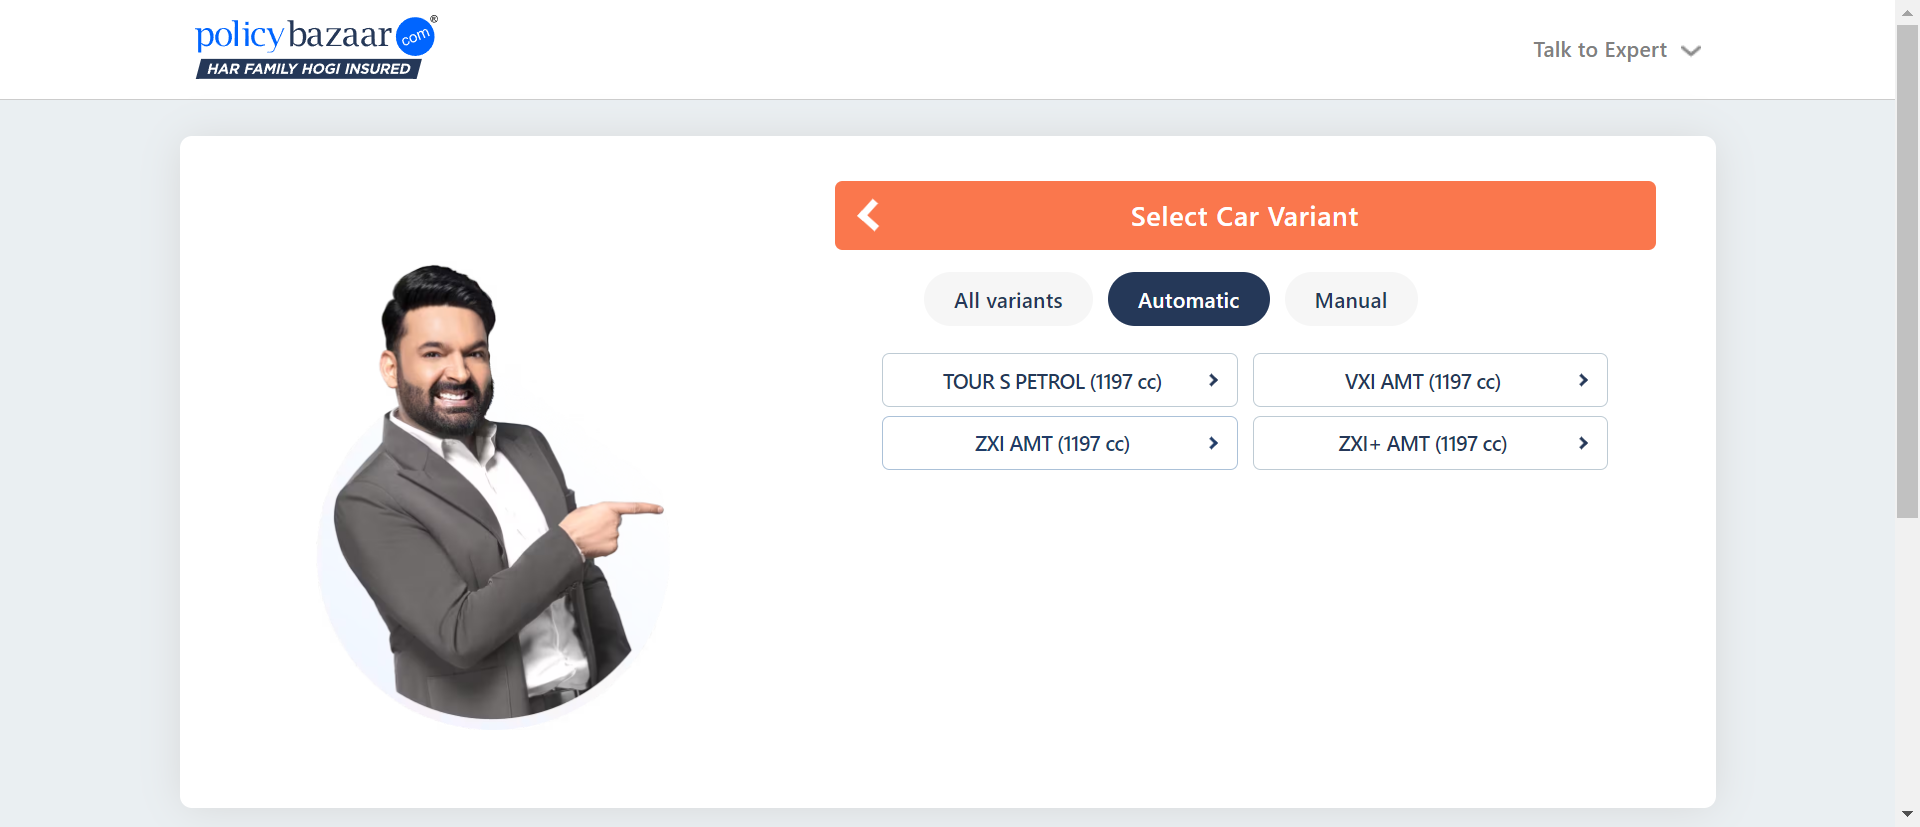 policybazaar com ®
HAR FAMILY HOGI INSURED
Talk to Expert
Select Car Variant
All variants
Automatic
Manual
TOUR S PETROL (1197 cc)
VXI AMT (1197 cc)
ZXI AMT (1197 cc)
ZXI+ AMT (1197 cc)